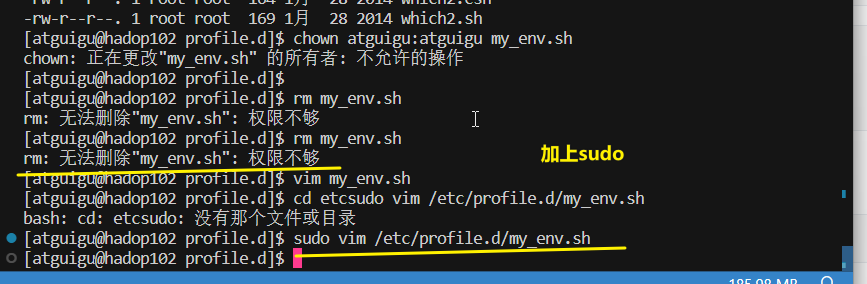 -rw-r--r--. 1 root root  164 1月  28 2014 which2.csh
-rw-r--r--. 1 root root  169 1月  28 2014 which2.sh
[atguigu@hadop102 profile.d]$ chown atguigu:atguigu my_env.sh
chown: 正在更改"my_env.sh" 的所有者: 不允许的操作
[atguigu@hadop102 profile.d]$
[atguigu@hadop102 profile.d]$ rm my_env.sh
rm: 无法删除"my_env.sh": 权限不够
[atguigu@hadop102 profile.d]$ rm my_env.sh
rm: 无法删除"my_env.sh": 权限不够
加上sudo
[atguigu@hadop102 profile.d]$ vim my_env.sh
[atguigu@hadop102 profile.d]$ cd etcsudo vim /etc/profile.d/my_env.sh
bash: cd: etcsudo: 没有那个文件或目录
[atguigu@hadop102 profile.d]$ sudo vim /etc/profile.d/my_env.sh
[atguigu@hadop102 profile.d]$
185.98 MB